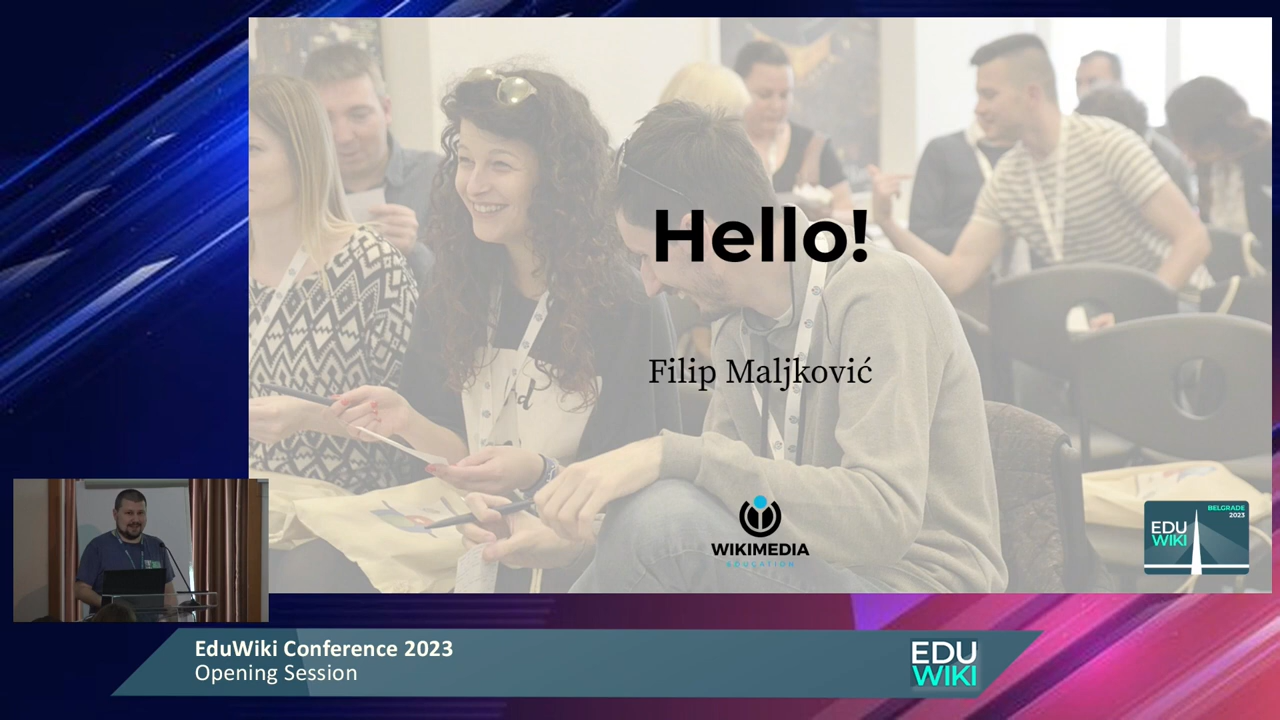 Hello!
Filip Maljković
WIKIMEDIA
EDUCATION
BELGRADE
2023
EDU
WIKI
EduWiki Conference 2023
Opening Session
EDU
WIKI